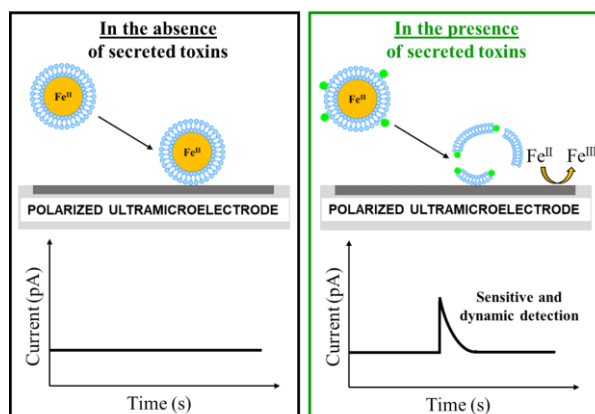 In the absence
of secreted toxins
Fe^II
Fe^II
POLARIZED ULTRAMICROELECTRODE
Current (pA)
Time (s)
In the presence
of secreted toxins
Fe^II
Fe^II Fe^III
POLARIZED ULTRAMICROELECTRODE
Current (pA)
Sensitive and
dynamic detection
Time (s)